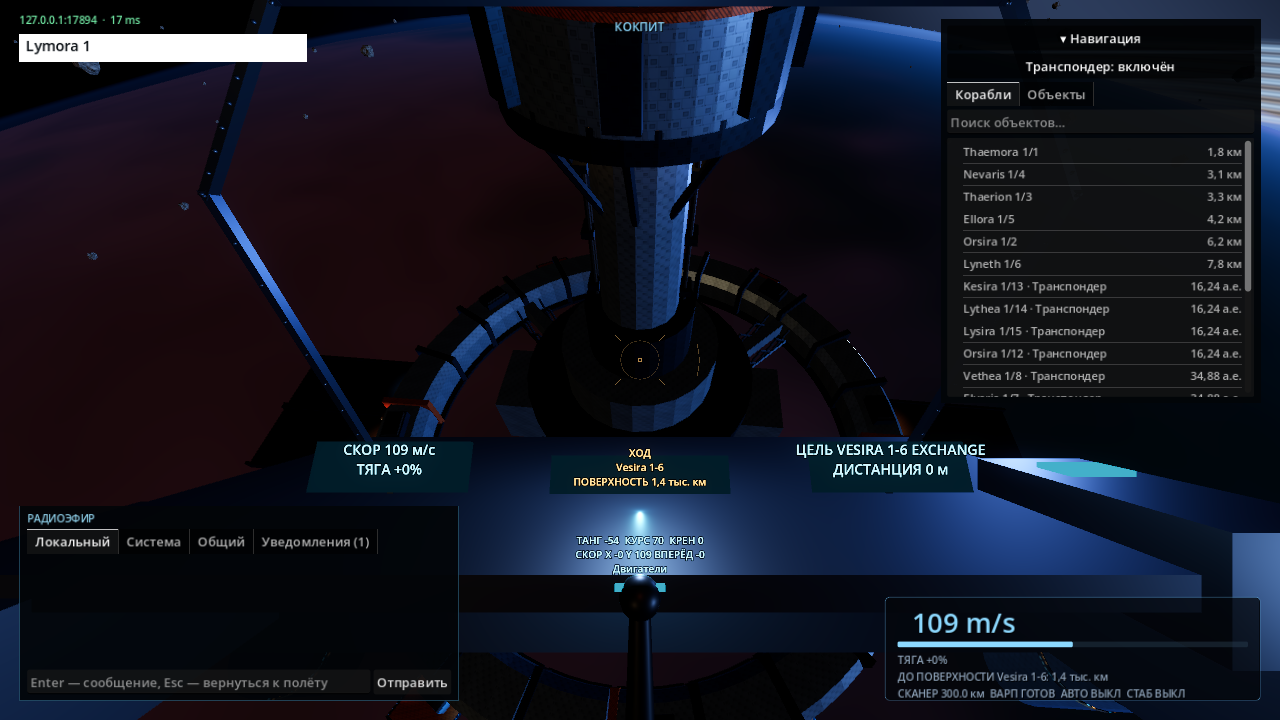 127.0.0.1:17894 · 17 ms
Lymora 1
КОКПИТ
▾ Навигация
Транспондер: включён
Корабли Объекты
Поиск объектов...
Thaemora 1/1 1,8 км
Nevaris 1/4 3,1 км
Thaerion 1/3 3,3 км
Ellora 1/5 4,2 км
Orsira 1/2 6,2 км
Lyneth 1/6 7,8 км
Kesira 1/13 · Транспондер 16,24 а.е.
Lythea 1/14 · Транспондер 16,24 а.е.
Lysira 1/15 · Транспондер 16,24 а.е.
Orsira 1/12 · Транспондер 16,24 а.е.
Vethea 1/8 · Транспондер 34,88 а.е.
СКОР 109 м/с
ТЯГА +0%
ХОД
Vesira 1-6
ПОВЕРХНОСТЬ 1,4 тыс. км
ЦЕЛЬ VESIRA 1-6 EXCHANGE
ДИСТАНЦИЯ 0 м
ТАНГ -54 КУРС 70 КРЕН 0
СКОР X -0 Y 109 ВПЕРЁД -0
Двигатели
РАДИОЭФИР
Локальный Система Общий Уведомления (1)
Enter — сообщение, Esc — вернуться к полёту Отправить
109 m/s
ТЯГА +0%
ДО ПОВЕРХНОСТИ Vesira 1-6: 1,4 тыс. км
СКАНЕР 300.0 км ВАРП ГОТОВ АВТО ВЫКЛ СТАБ ВЫКЛ